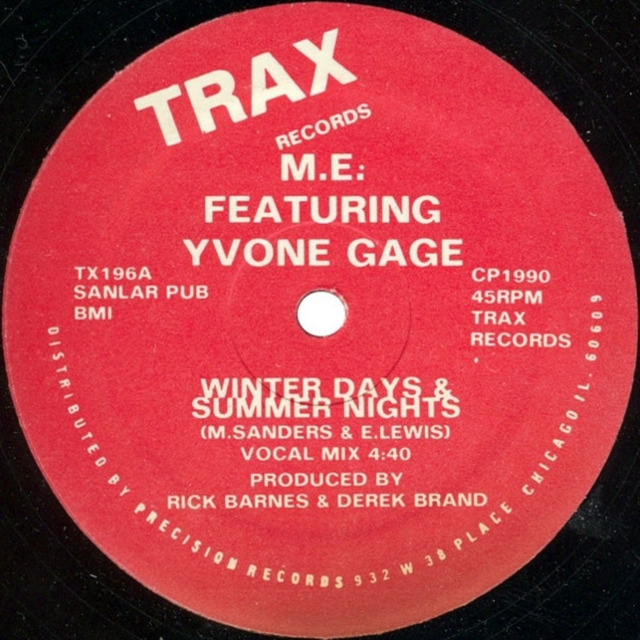 TRAX
RECORDS
M.E.:
FEATURING
YVONE GAGE
TX196A
SANLAR PUB
BMI
CP1990
45RPM
TRAX
RECORDS
WINTER DAYS &
SUMMER NIGHTS
(M.SANDERS & E.LEWIS)
VOCAL MIX 4:40
PRODUCED BY
RICK BARNES & DEREK BRAND
DISTRIBUTED BY PRECISION RECORDS 932 W 38 PLACE CHICAGO IL. 60609